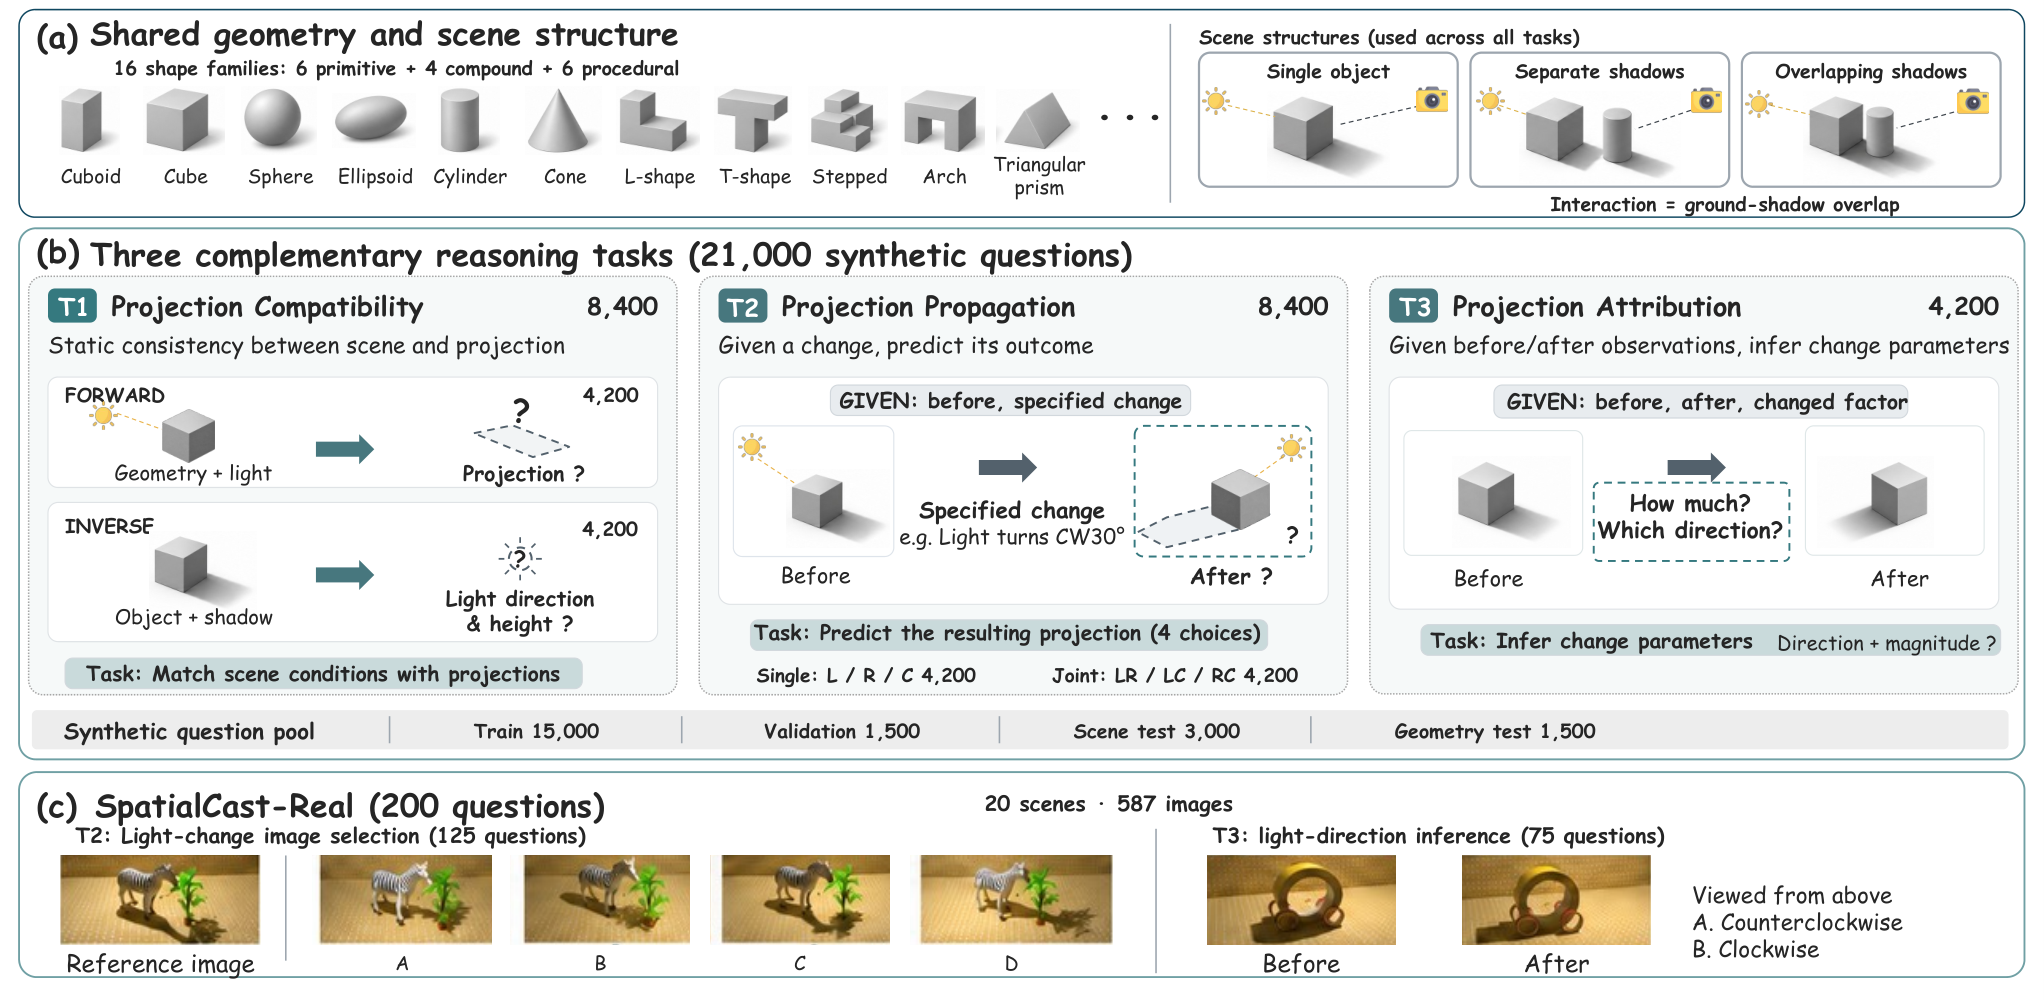 (a) Shared geometry and scene structure
16 shape families: 6 primitive + 4 compound + 6 procedural
Cuboid
Cube
Sphere
Ellipsoid
Cylinder
Cone
L-shape
T-shape
Stepped
Arch
Triangular
prism
. . .
Scene structures (used across all tasks)
Single object
Separate shadows
Overlapping shadows
Interaction = ground-shadow overlap
(b) Three complementary reasoning tasks (21,000 synthetic questions)
T1 Projection Compatibility 8,400
Static consistency between scene and projection
FORWARD 4,200
?
Geometry + light
Projection ?
INVERSE 4,200
?
Object + shadow
Light direction
& height ?
Task: Match scene conditions with projections
T2 Projection Propagation 8,400
Given a change, predict its outcome
GIVEN: before, specified change
Specified change
e.g. Light turns CW30°
?
Before
After ?
Task: Predict the resulting projection (4 choices)
Single: L / R / C 4,200
Joint: LR / LC / RC 4,200
T3 Projection Attribution 4,200
Given before/after observations, infer change parameters
GIVEN: before, after, changed factor
How much?
Which direction?
Before
After
Task: Infer change parameters Direction + magnitude ?
Synthetic question pool
Train 15,000
Validation 1,500
Scene test 3,000
Geometry test 1,500
(c) SpatialCast-Real (200 questions)
20 scenes · 587 images
T2: Light-change image selection (125 questions)
Reference image
A
B
C
D
T3: light-direction inference (75 questions)
Before
After
Viewed from above
A. Counterclockwise
B. Clockwise